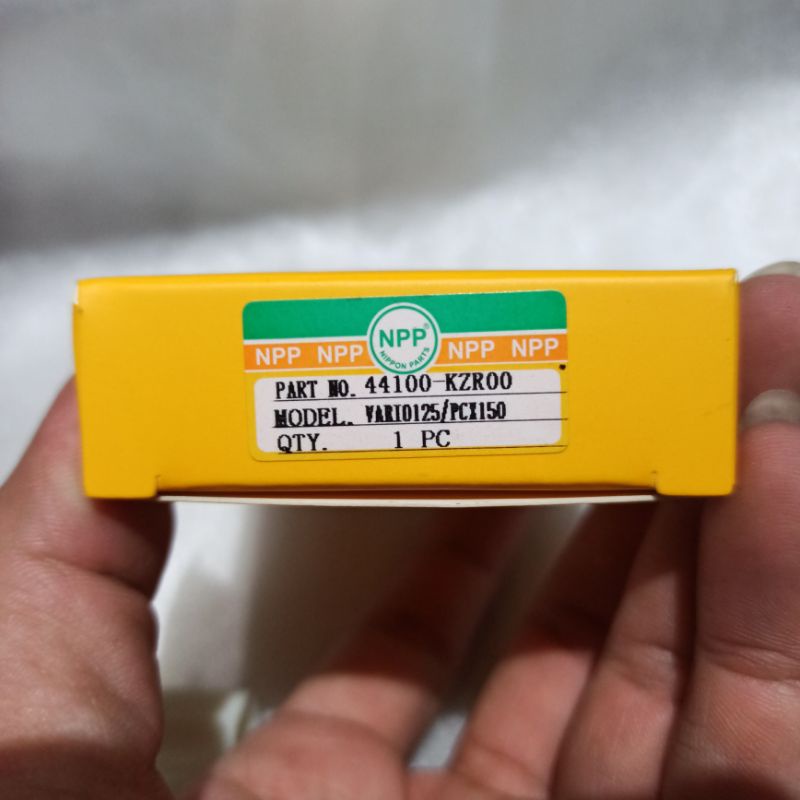 NPP®
NIPPON PARTS
NPP NPP NPP NPP
PART NO. 44100-KZR00
MODEL. VARIO125/PCX150
QTY. 1 PC